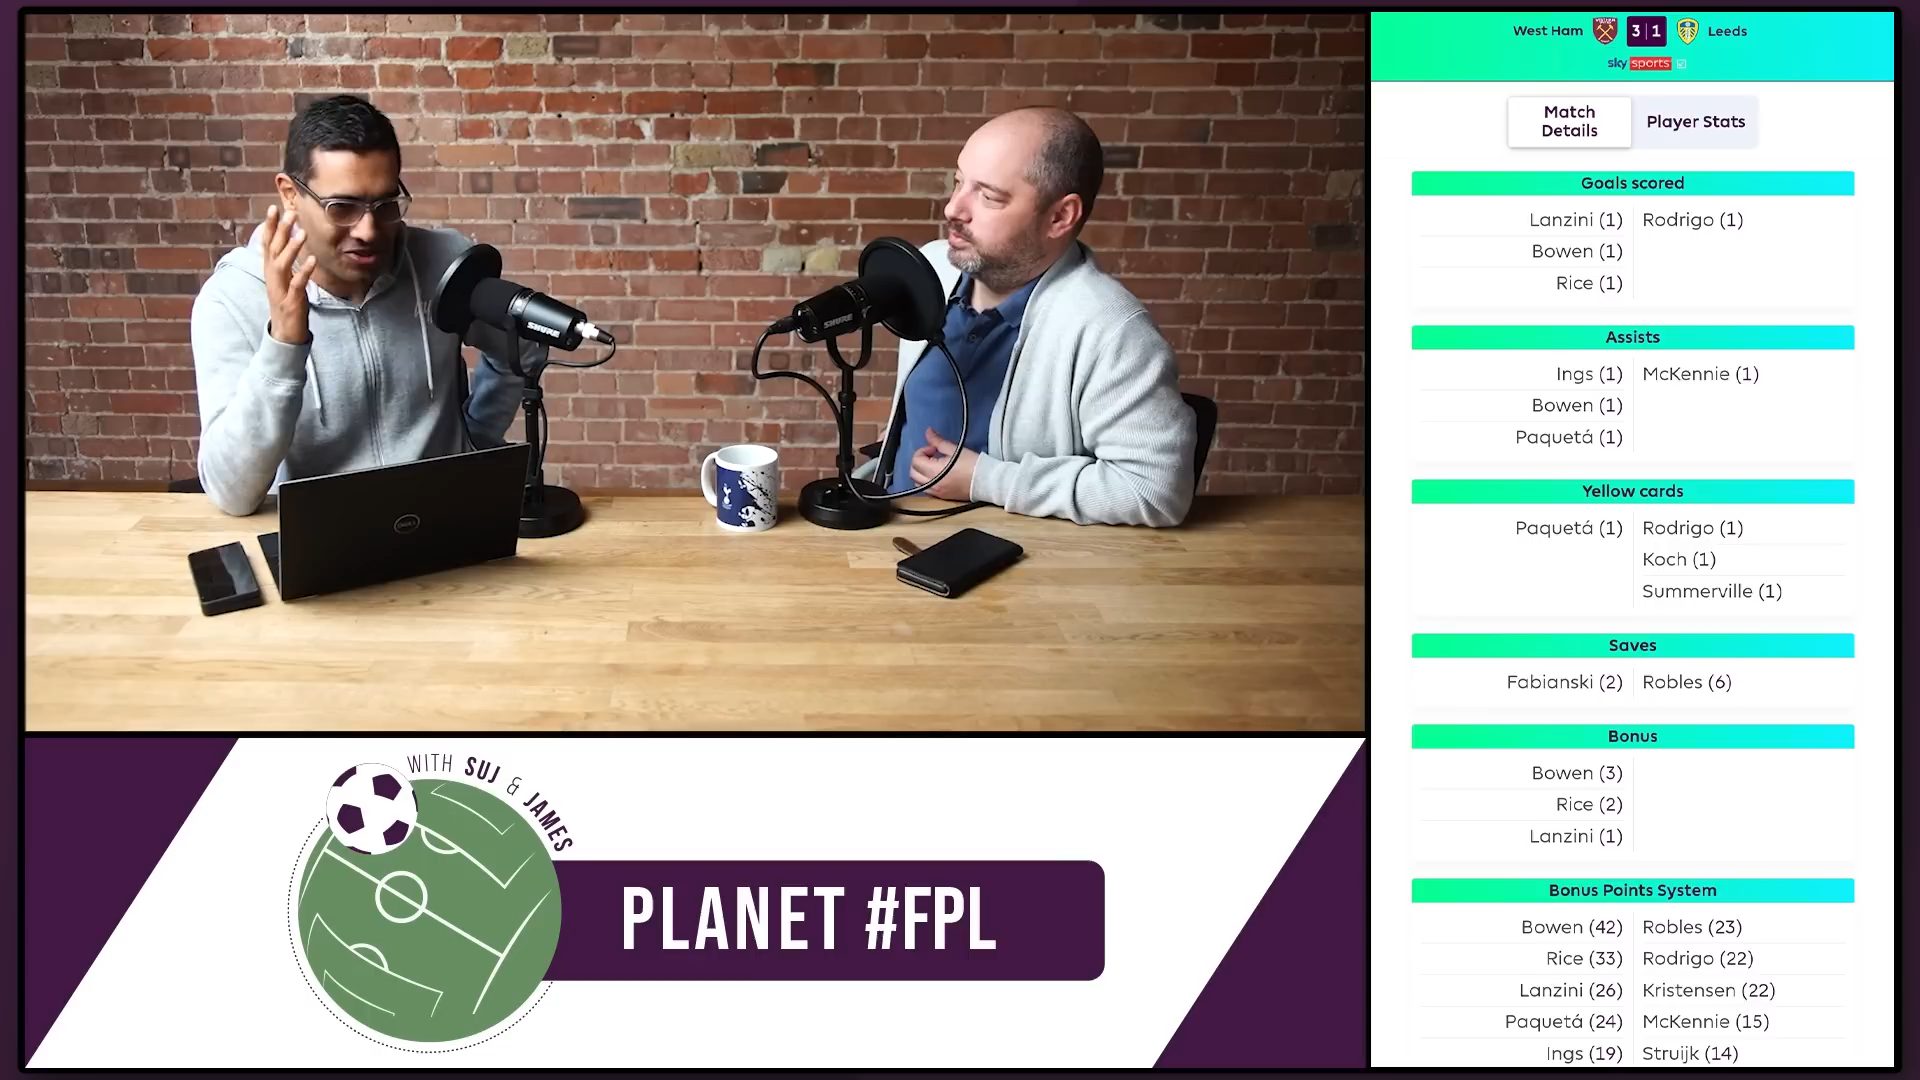 West Ham 3 | 1 Leeds
sky sports
Match Details
Player Stats
Goals scored
Lanzini (1) Rodrigo (1)
Bowen (1)
Rice (1)
Assists
Ings (1) McKennie (1)
Bowen (1)
Paquetá (1)
Yellow cards
Paquetá (1) Rodrigo (1)
Koch (1)
Summerville (1)
Saves
Fabianski (2) Robles (6)
Bonus
Bowen (3)
Rice (2)
Lanzini (1)
Bonus Points System
Bowen (42) Robles (23)
Rice (33) Rodrigo (22)
Lanzini (26) Kristensen (22)
Paquetá (24) McKennie (15)
Ings (19) Struijk (14)
SHURE
SHURE
DELL
WITH SUJ & JAMES
PLANET #FPL